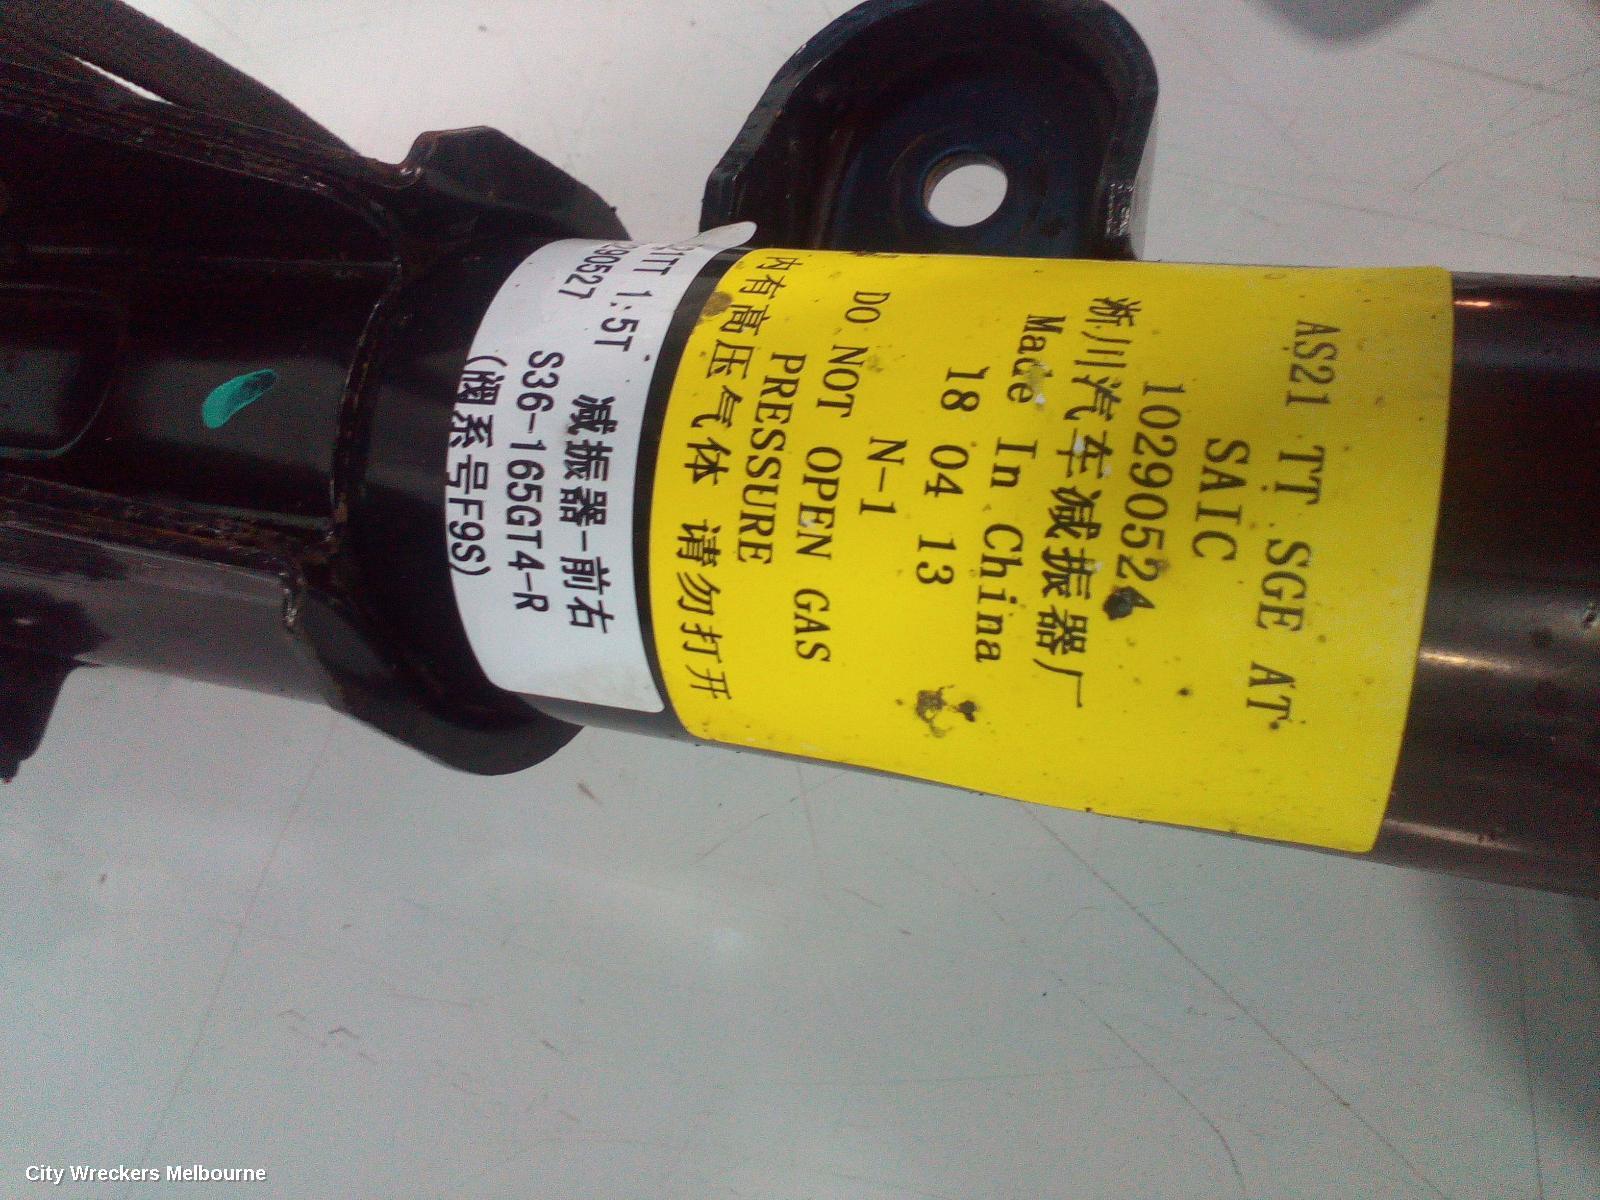 AS21 TT SGE AT
SAIC
10290524
淅川汽车减振器厂
Made In China
18 04 13
N-1
DO NOT OPEN GAS
PRESSURE
内有高压气体 请勿打开
21TT 1:5T 减振器-前右
290527 S36-165GT4-R
(阀系号F9S)
City Wreckers Melbourne